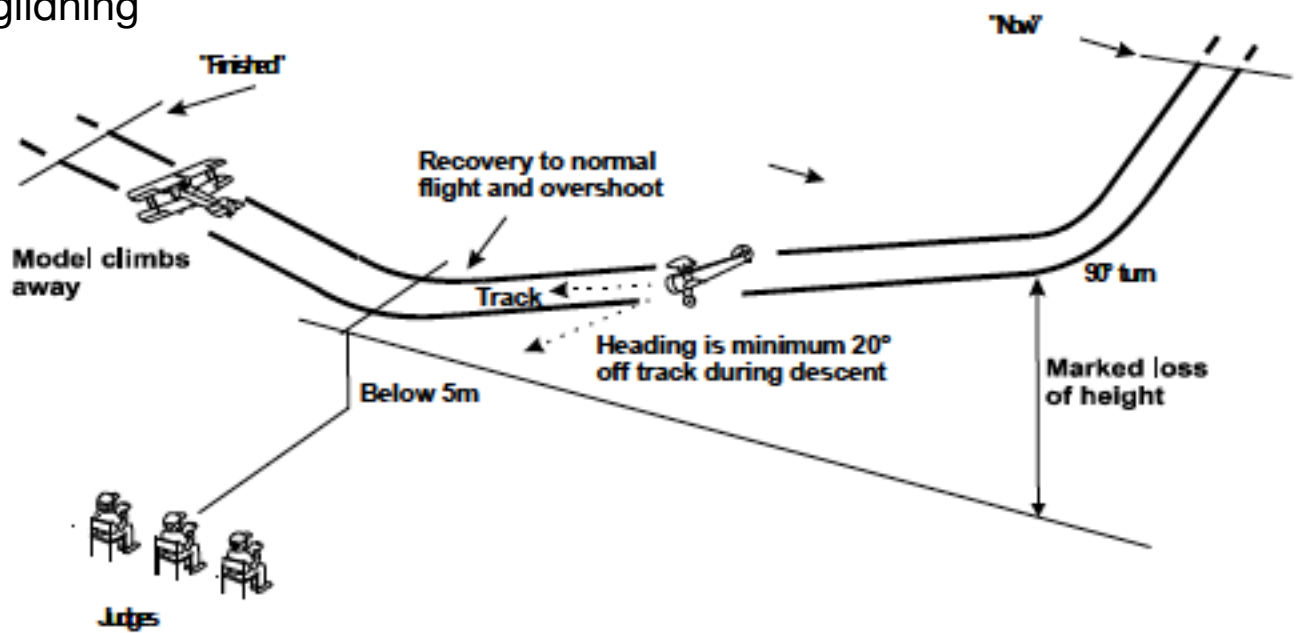 glidning
"Now"
"Finished"
Recovery to normal
flight and overshoot
Model climbs
away
Track
90° turn
Heading is minimum 20°
off track during descent
Marked loss
of height
Below 5m
Judges